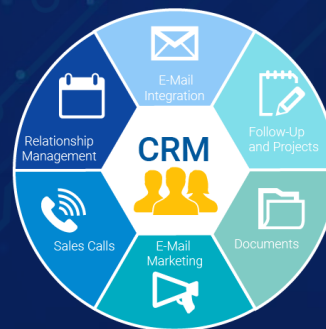 E-Mail
Integration
Follow-Up
and Projects
Documents
E-Mail
Marketing
Sales Calls
Relationship
Management
CRM